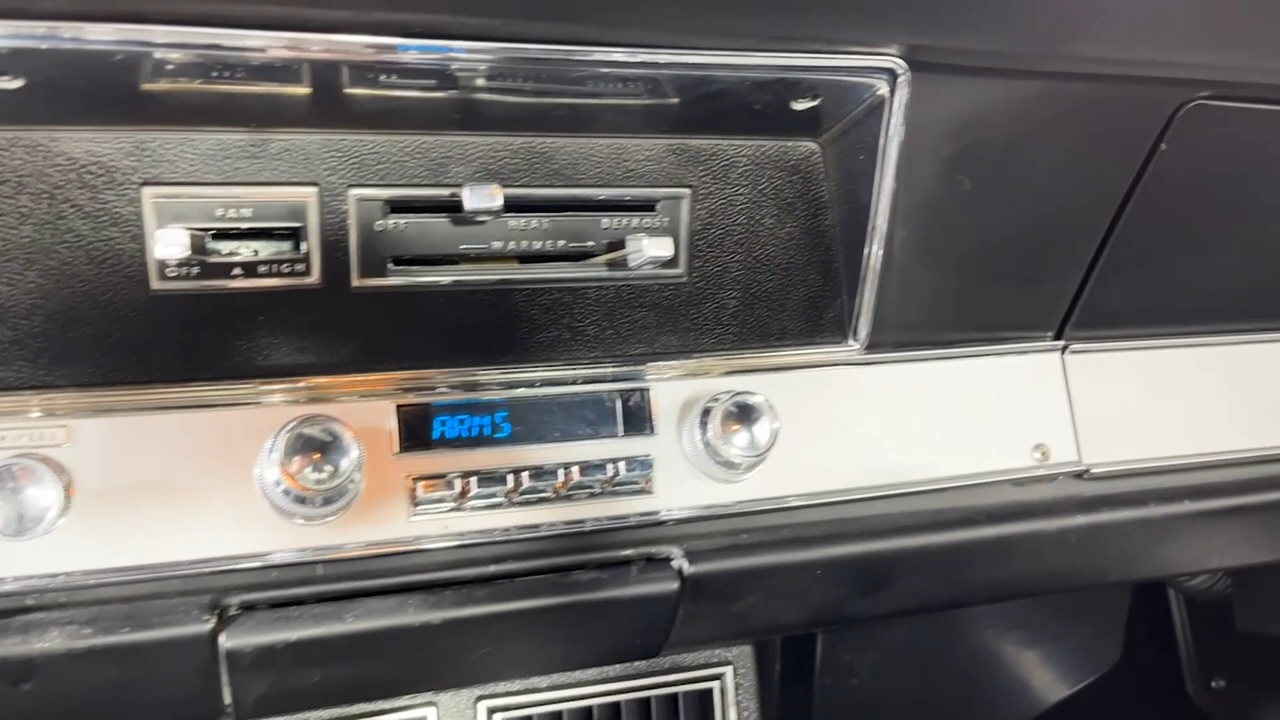 FAN
OFF HIGH
OFF HEAT DEFROST
WARMER
ARMS